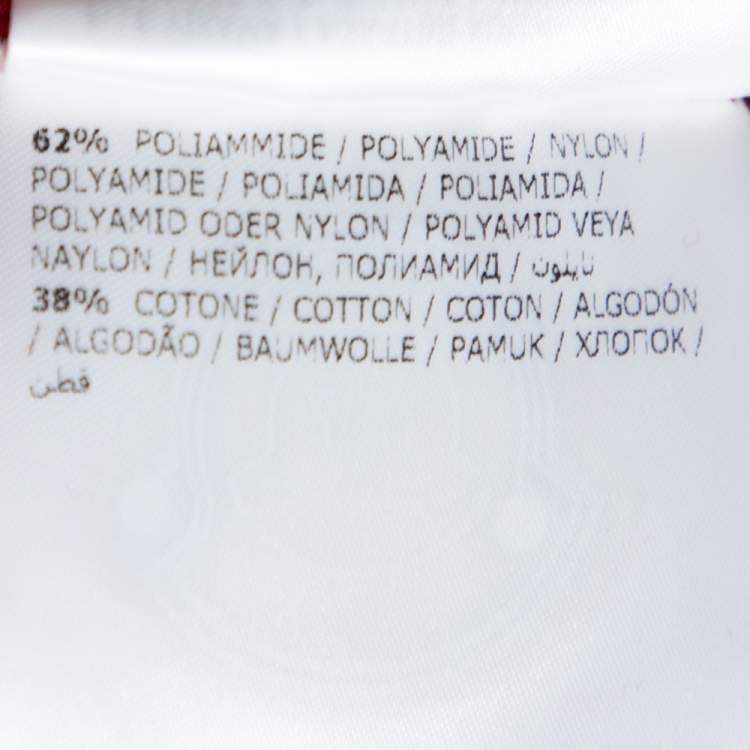 62% POLIAMMIDE / POLYAMIDE / NYLON /
POLYAMIDE / POLIAMIDA / POLIAMIDA /
POLYAMID ODER NYLON / POLYAMID VEYA
NAYLON / НЕЙЛОН, ПОЛИАМИД / نايلون
38% COTONE / COTTON / COTON / ALGODÓN
/ ALGODÃO / BAUMWOLLE / PAMUK / ХЛОПОК /
قطن